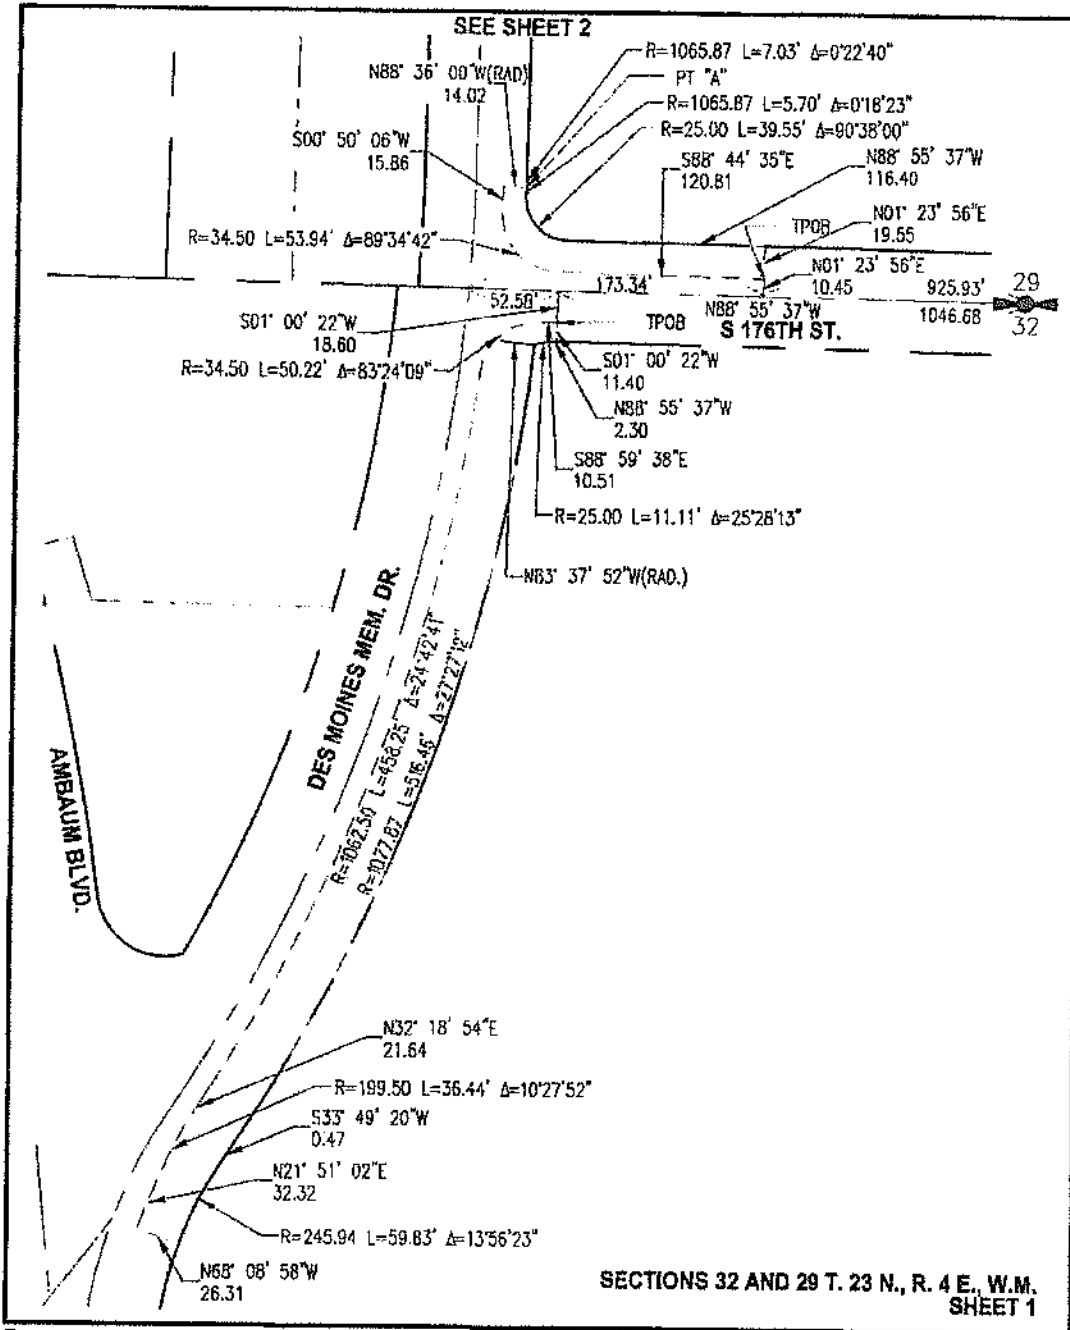 SEE SHEET 2
R=1065.87 L=7.03' Δ=0°22'40"
N88° 36' 00"W(RAD)
14.02
PT "A"
R=1065.87 L=5.70' Δ=0°18'23"
R=25.00 L=39.55' Δ=90°38'00"
S00° 50' 06"W
15.86
S88° 44' 35"E
120.81
N88° 55' 37"W
116.40
N01° 23' 56"E
19.55
TPOB
R=34.50 L=53.94' Δ=89°34'42"
N01° 23' 56"E
10.45
925.93'
29
52.58'
173.34'
N88° 55' 37"W
1046.68
32
S01° 00' 22"W
18.60
TPOB
S 176TH ST.
R=34.50 L=50.22' Δ=83°24'09"
S01° 00' 22"W
11.40
N88° 55' 37"W
2.30
S88° 59' 38"E
10.51
R=25.00 L=11.11' Δ=25°28'13"
N83° 37' 52"W(RAD.)
DES MOINES MEM. DR.
R=1062.50 L=458.25' Δ=24°42'41"
R=1077.87 L=516.46' Δ=27°27'12"
AMBAUM BLVD.
N32° 18' 54"E
21.64
R=199.50 L=36.44' Δ=10°27'52"
S33° 49' 20"W
0.47
N21° 51' 02"E
32.32
R=245.94 L=59.83' Δ=13°56'23"
N68° 08' 58"W
26.31
SECTIONS 32 AND 29 T. 23 N., R. 4 E., W.M.
SHEET 1